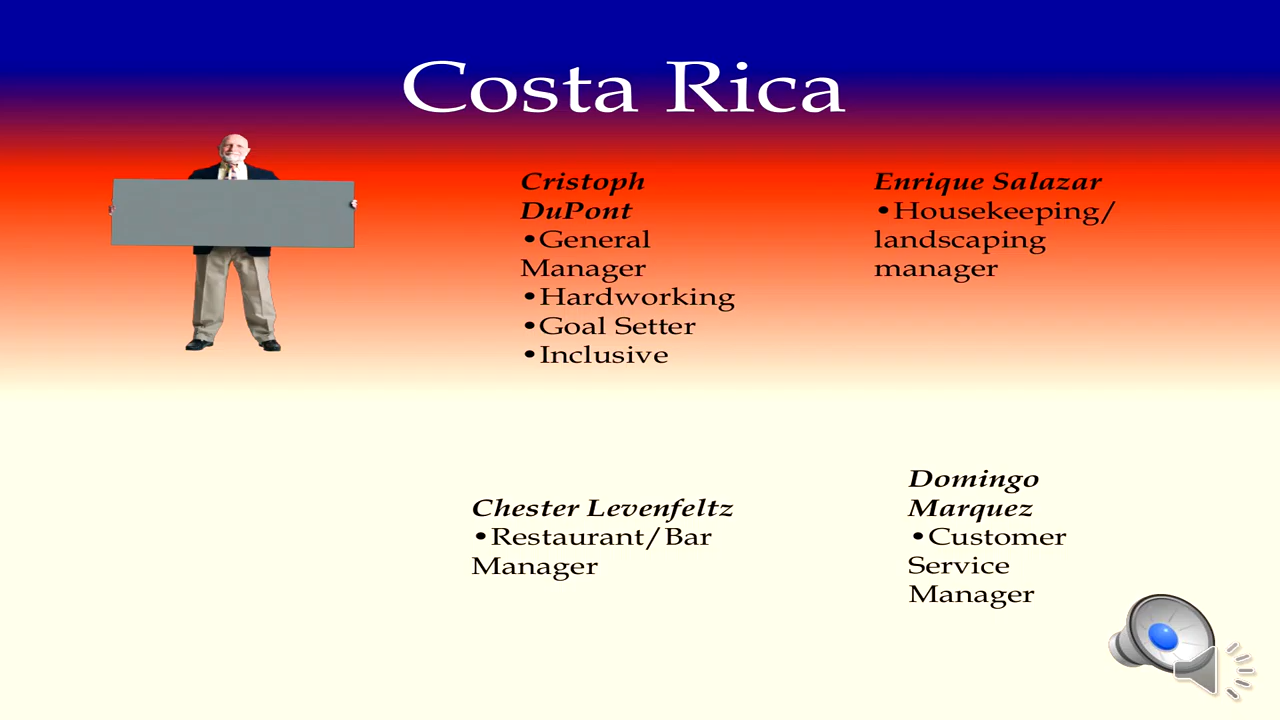 Costa Rica
Cristoph
DuPont
•General
Manager
•Hardworking
•Goal Setter
•Inclusive
Enrique Salazar
•Housekeeping/
landscaping
manager
Chester Levenfeltz
•Restaurant/Bar
Manager
Domingo
Marquez
•Customer
Service
Manager